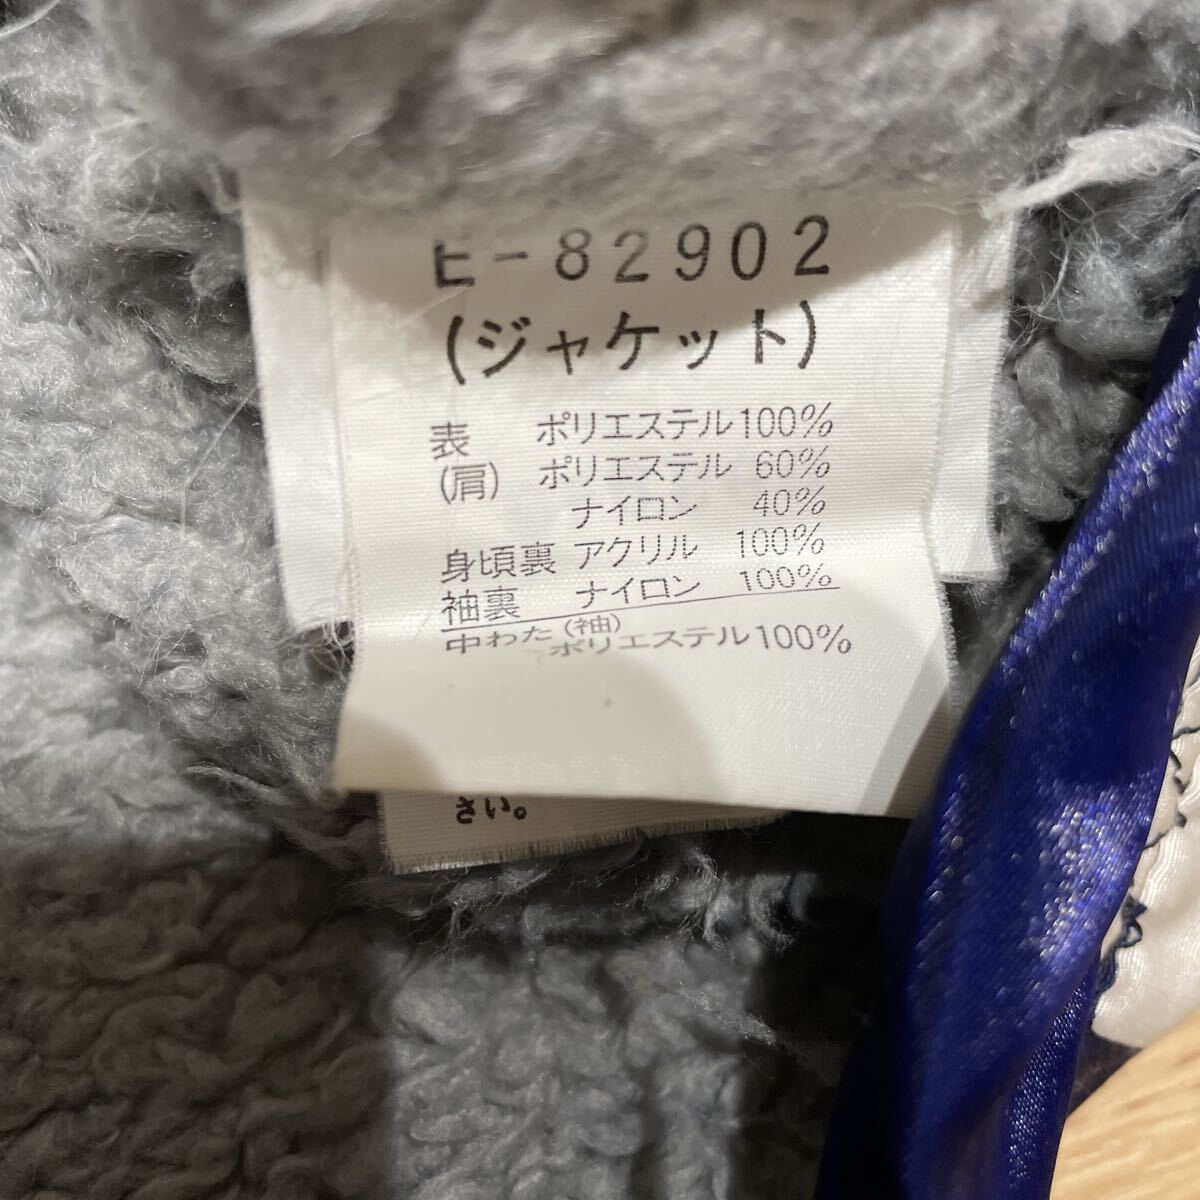 ヒ-82902
(ジャケット)
表 ポリエステル100%
(肩) ポリエステル 60%
ナイロン 40%
身頃裏 アクリル 100%
袖裏 ナイロン 100%
中わた(袖)
ポリエステル100%
さい。